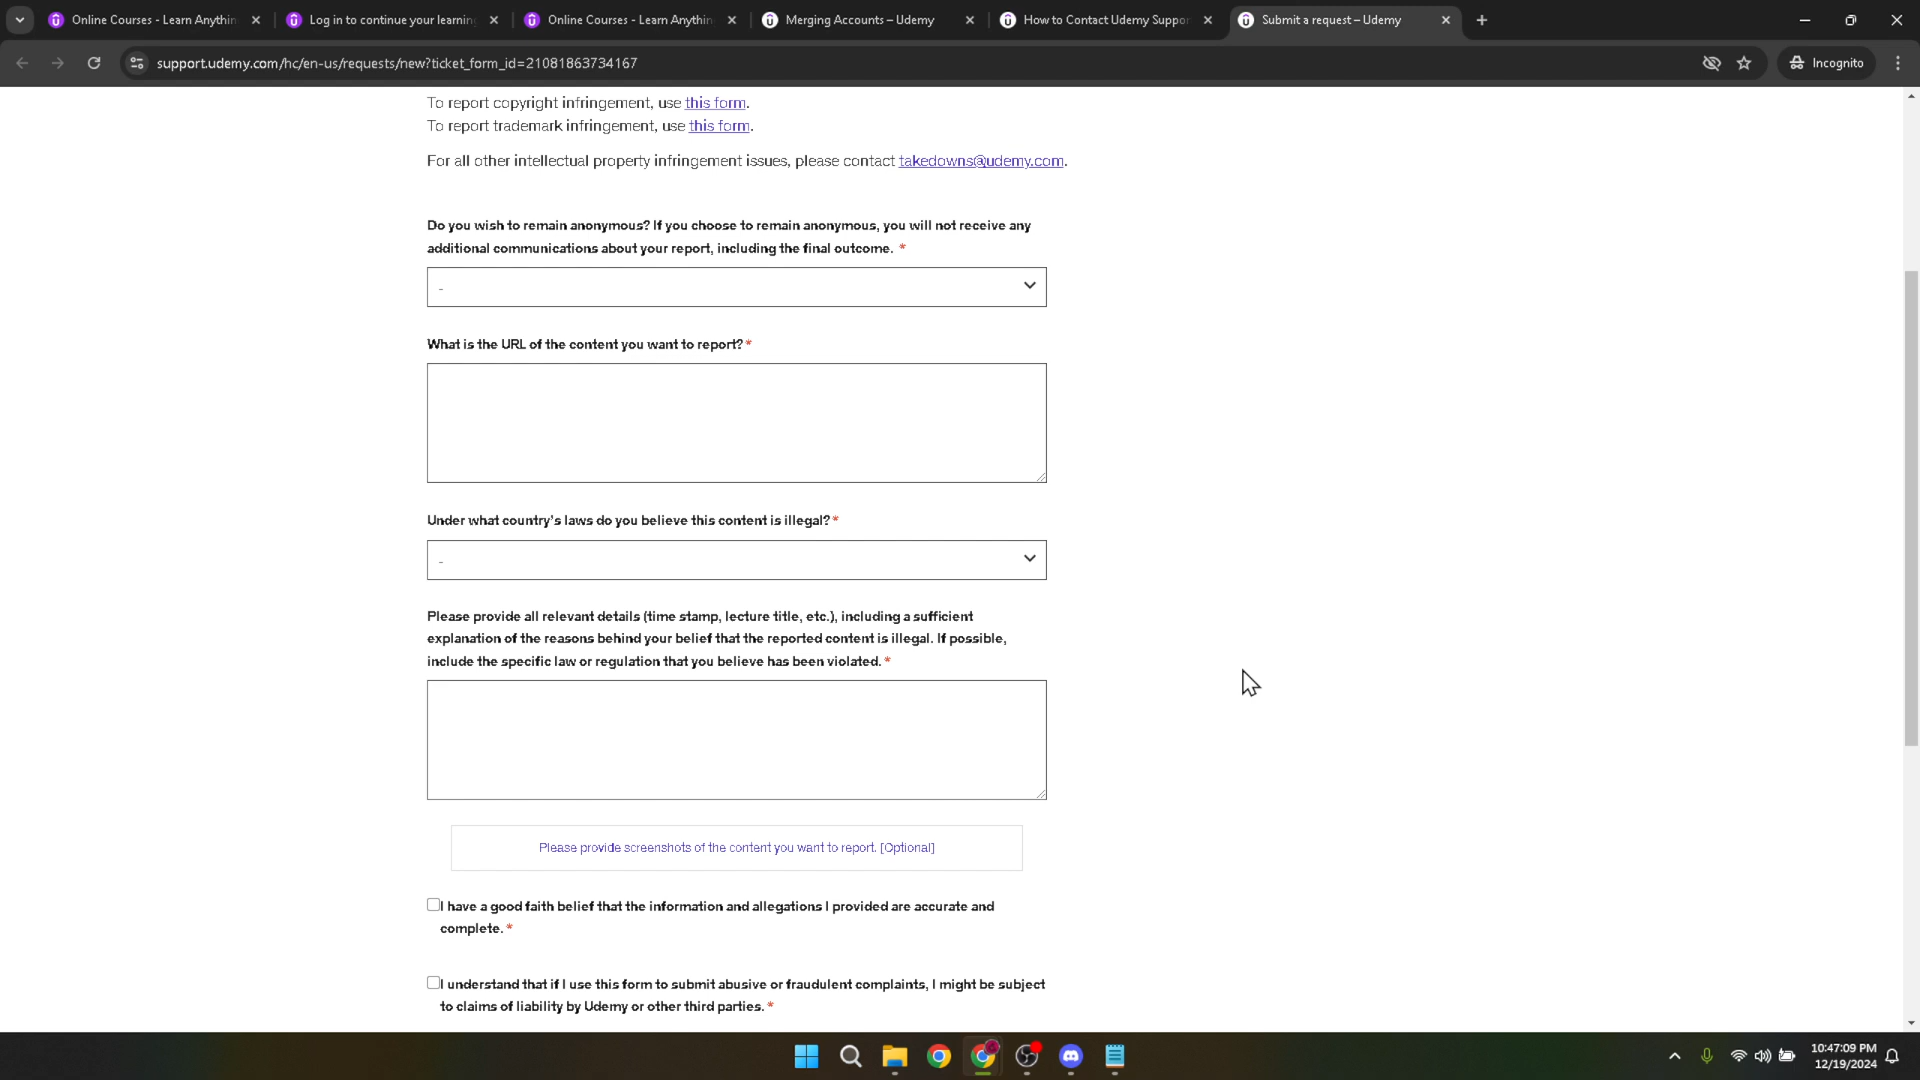 Online Courses - Learn Anythin
Log in to continue your learning
Online Courses - Learn Anythin
Merging Accounts – Udemy
How to Contact Udemy Suppor
Submit a request – Udemy
support.udemy.com/hc/en-us/requests/new?ticket_form_id=21081863734167
Incognito
To report copyright infringement, use this form.
To report trademark infringement, use this form.
For all other intellectual property infringement issues, please contact takedowns@udemy.com.
Do you wish to remain anonymous? If you choose to remain anonymous, you will not receive any
additional communications about your report, including the final outcome. *
-
What is the URL of the content you want to report? *
Under what country's laws do you believe this content is illegal? *
-
Please provide all relevant details (time stamp, lecture title, etc.), including a sufficient
explanation of the reasons behind your belief that the reported content is illegal. If possible,
include the specific law or regulation that you believe has been violated. *
Please provide screenshots of the content you want to report. [Optional]
I have a good faith belief that the information and allegations I provided are accurate and
complete. *
I understand that if I use this form to submit abusive or fraudulent complaints, I might be subject
to claims of liability by Udemy or other third parties. *
10:47:09 PM
12/19/2024